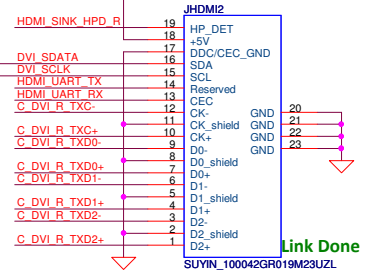 JHDMI2
HDMI_SINK_HPD_R 19 HP_DET
18 +5V
17 DDC/CEC_GND
DVI_SDATA 16 SDA
DVI_SCLK 15 SCL
HDMI_UART_TX 14 Reserved
HDMI_UART_RX 13 CEC
C_DVI_R_TXC- 12 CK- GND 20
11 CK_shield GND 21
C_DVI_R_TXC+ 10 CK+ GND 22
C_DVI_R_TXD0- 9 D0- GND 23
8 D0_shield
C_DVI_R_TXD0+ 7 D0+
C_DVI_R_TXD1- 6 D1-
5 D1_shield
C_DVI_R_TXD1+ 4 D1+
C_DVI_R_TXD2- 3 D2-
2 D2_shield
C_DVI_R_TXD2+ 1 D2+
Link Done
SUYIN_100042GR019M23UZL